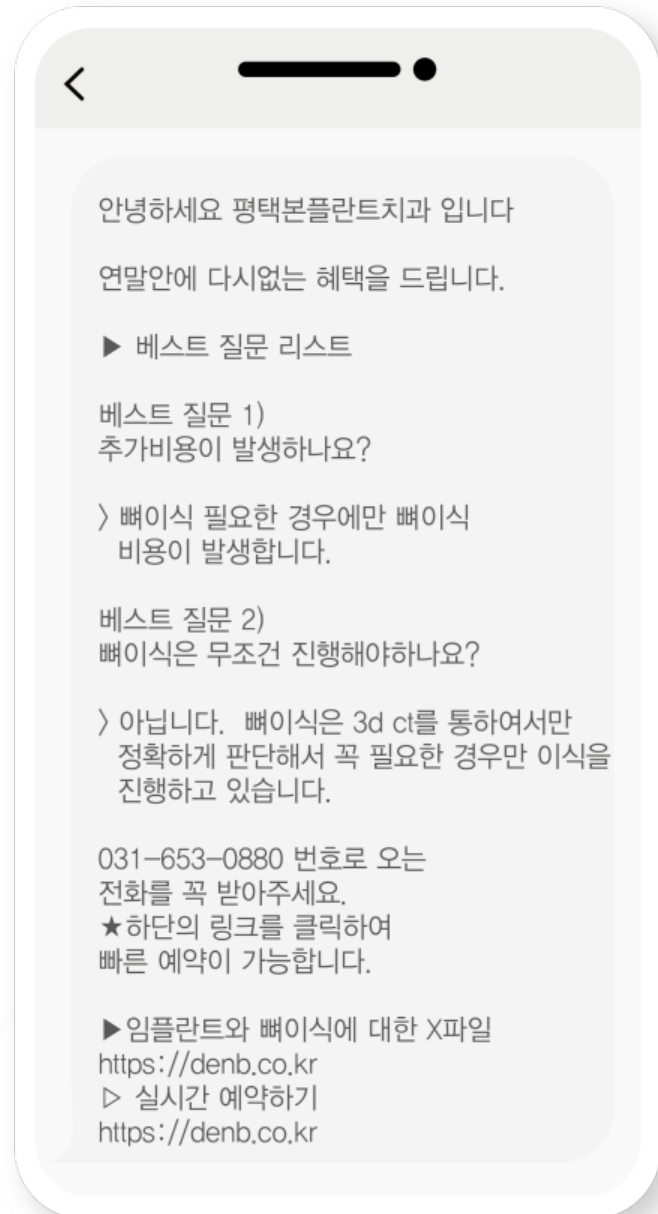 안녕하세요 평택본플란트치과 입니다
연말안에 다시없는 혜택을 드립니다.
▶ 베스트 질문 리스트
베스트 질문 1)
추가비용이 발생하나요?
> 뼈이식 필요한 경우에만 뼈이식
비용이 발생합니다.
베스트 질문 2)
뼈이식은 무조건 진행해야하나요?
> 아닙니다. 뼈이식은 3d ct를 통하여서만
정확하게 판단해서 꼭 필요한 경우만 이식을
진행하고 있습니다.
031-653-0880 번호로 오는
전화를 꼭 받아주세요.
★하단의 링크를 클릭하여
빠른 예약이 가능합니다.
▶임플란트와 뼈이식에 대한 X파일
https://denb.co.kr
▷ 실시간 예약하기
https://denb.co.kr